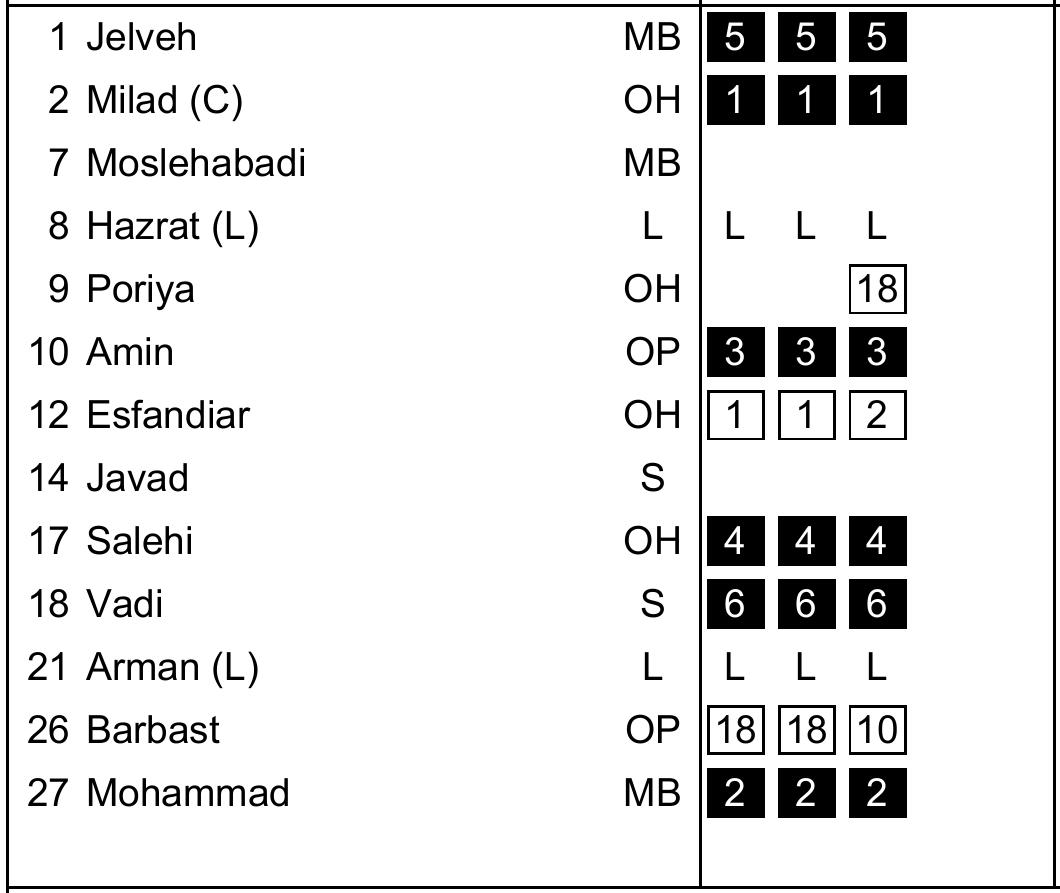 1 Jelveh MB 5 5 5
2 Milad (C) OH 1 1 1
7 Moslehabadi MB
8 Hazrat (L) L L L L
9 Poriya OH 18
10 Amin OP 3 3 3
12 Esfandiar OH 1 1 2
14 Javad S
17 Salehi OH 4 4 4
18 Vadi S 6 6 6
21 Arman (L) L L L L
26 Barbast OP 18 18 10
27 Mohammad MB 2 2 2